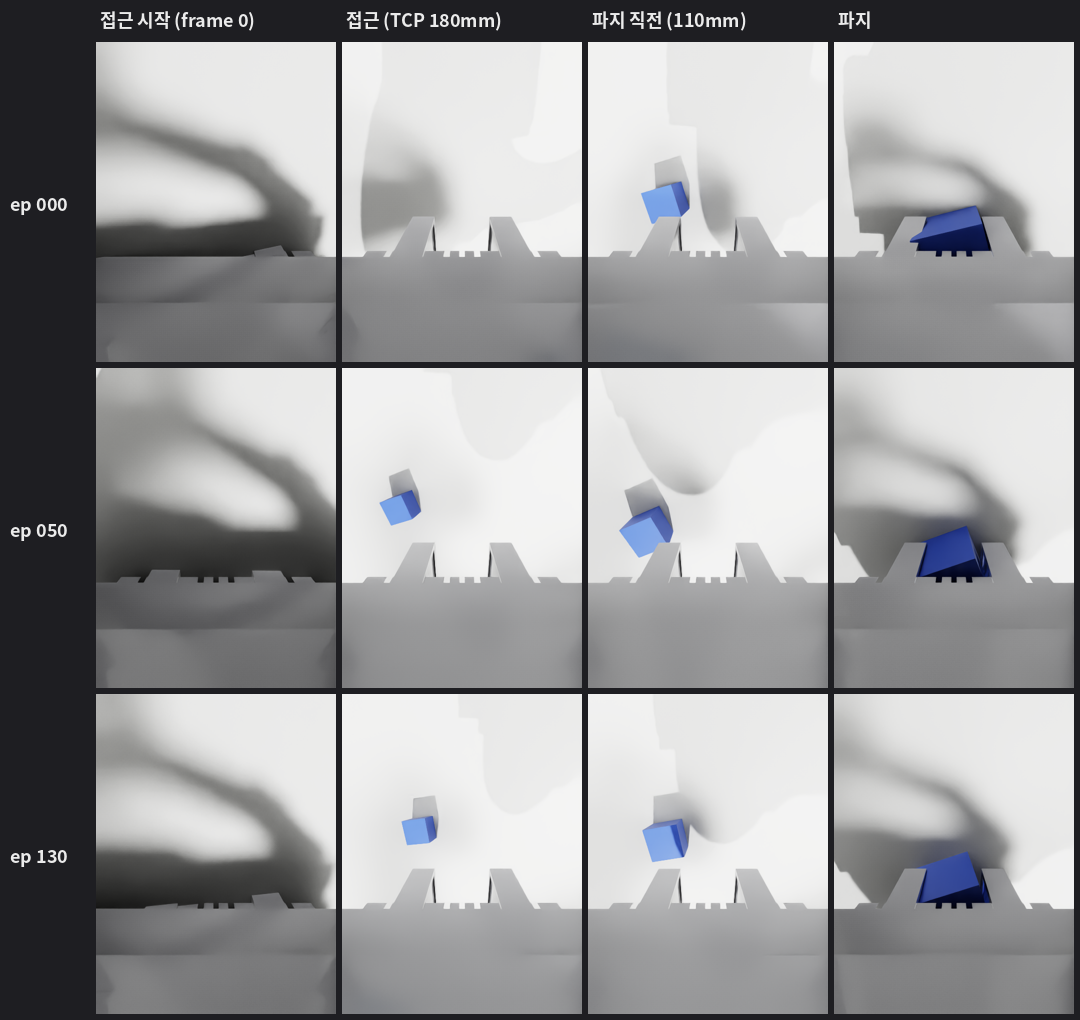 접근 시작 (frame 0)
접근 (TCP 180mm)
파지 직전 (110mm)
파지
ep 000
ep 050
ep 130